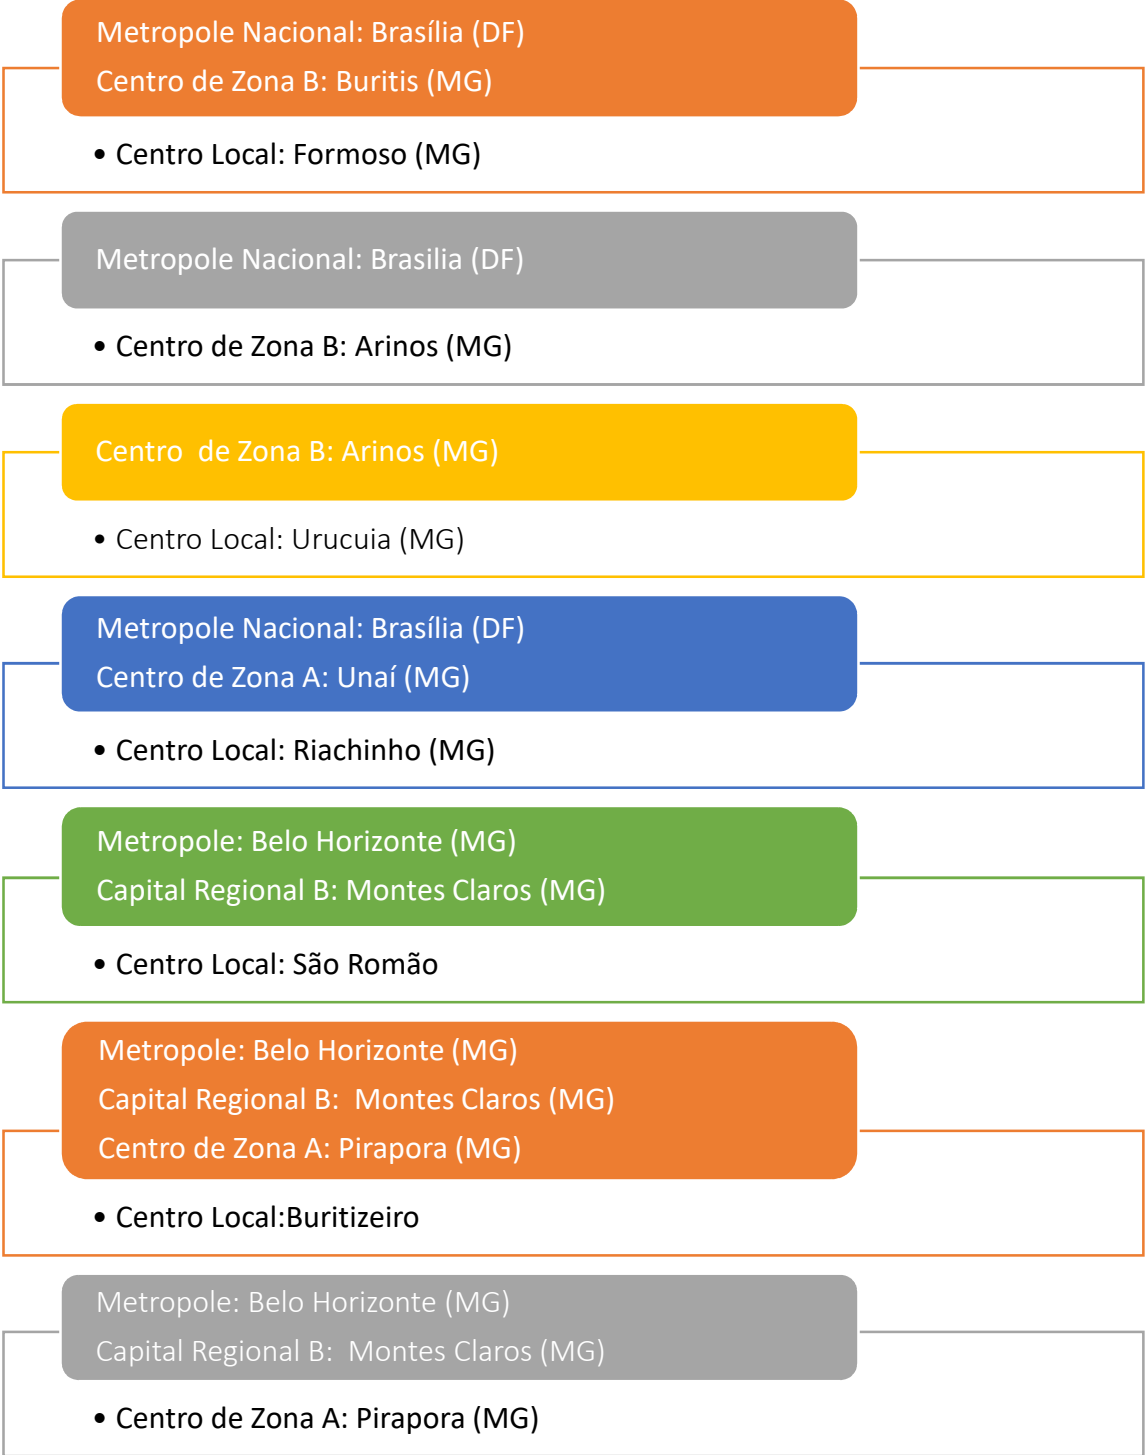 Metropole Nacional: Brasília (DF)
Centro de Zona B: Buritis (MG)
• Centro Local: Formoso (MG)
Metropole Nacional: Brasilia (DF)
• Centro de Zona B: Arinos (MG)
Centro  de Zona B: Arinos (MG)
• Centro Local: Urucuia (MG)
Metropole Nacional: Brasília (DF)
Centro de Zona A: Unaí (MG)
• Centro Local: Riachinho (MG)
Metropole: Belo Horizonte (MG)
Capital Regional B: Montes Claros (MG)
• Centro Local: São Romão
Metropole: Belo Horizonte (MG)
Capital Regional B:  Montes Claros (MG)
Centro de Zona A: Pirapora (MG)
• Centro Local:Buritizeiro
Metropole: Belo Horizonte (MG)
Capital Regional B:  Montes Claros (MG)
• Centro de Zona A: Pirapora (MG)